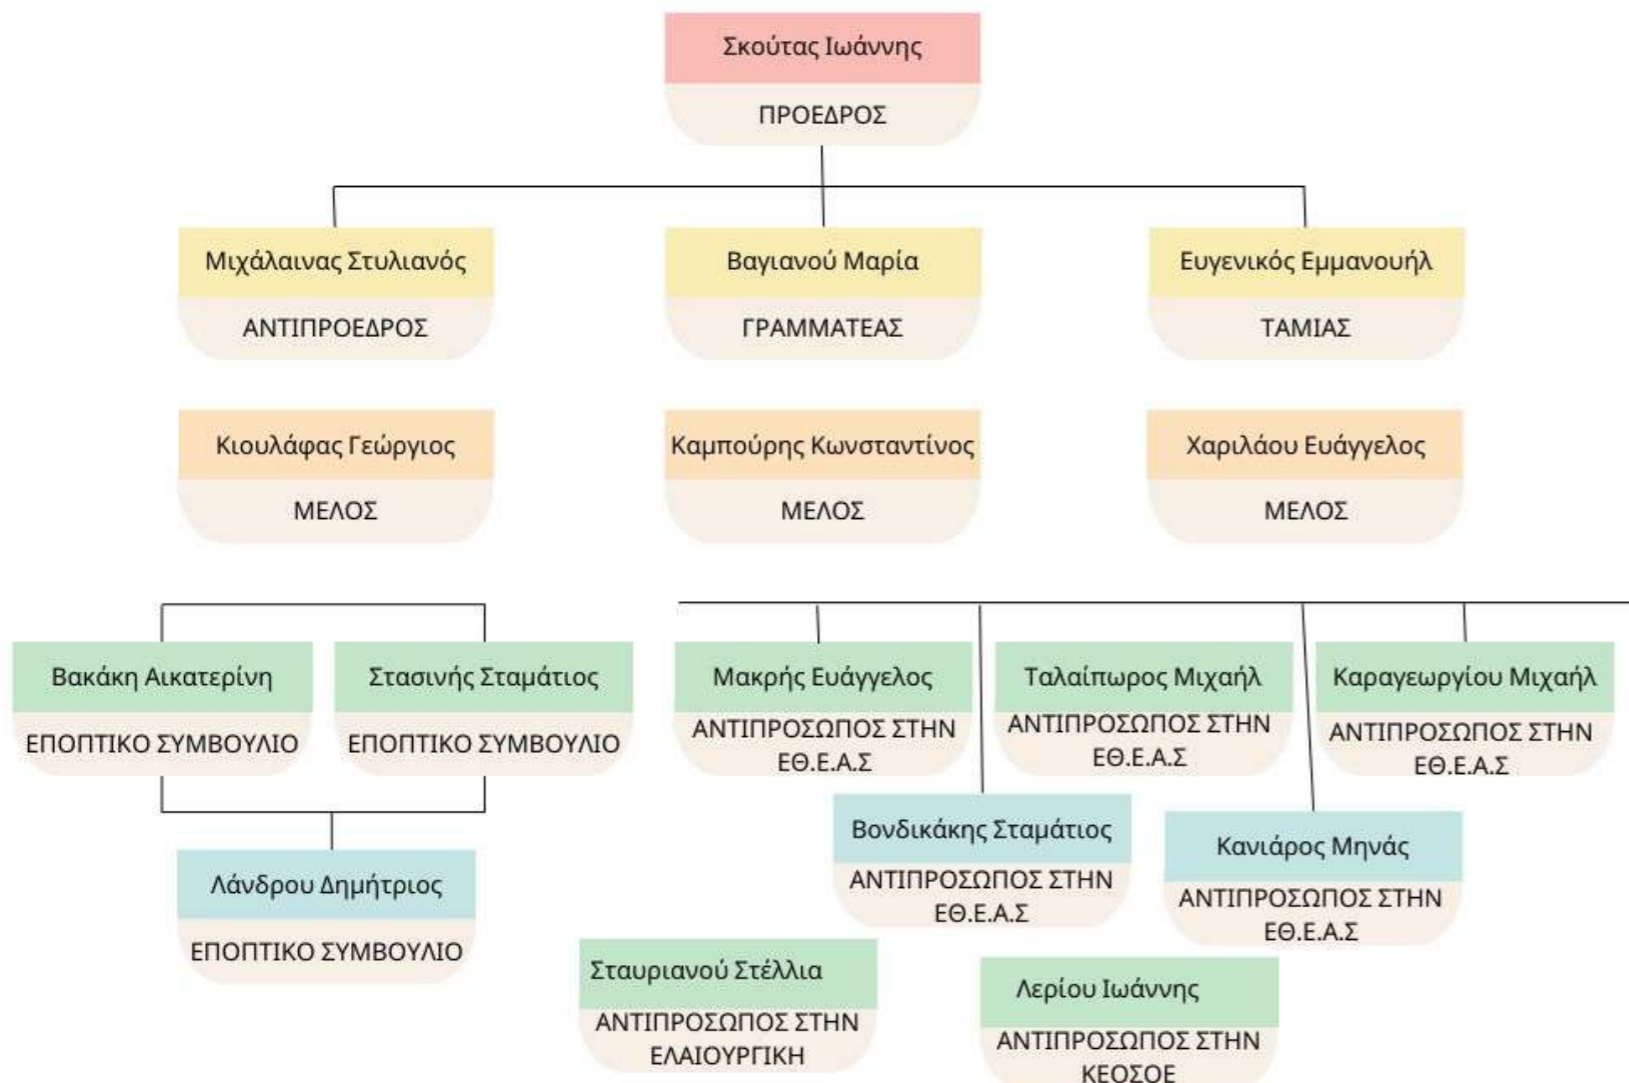 Σκούτας Ιωάννης
ΠΡΟΕΔΡΟΣ
Μιχάλαινας Στυλιανός
ΑΝΤΙΠΡΟΕΔΡΟΣ
Βαγιανού Μαρία
ΓΡΑΜΜΑΤΕΑΣ
Ευγενικός Εμμανουήλ
ΤΑΜΙΑΣ
Κιουλάφας Γεώργιος
ΜΕΛΟΣ
Καμπούρης Κωνσταντίνος
ΜΕΛΟΣ
Χαριλάου Ευάγγελος
ΜΕΛΟΣ
Βακάκη Αικατερίνη
ΕΠΟΠΤΙΚΟ ΣΥΜΒΟΥΛΙΟ
Στασινής Σταμάτιος
ΕΠΟΠΤΙΚΟ ΣΥΜΒΟΥΛΙΟ
Μακρής Ευάγγελος
ΑΝΤΙΠΡΟΣΩΠΟΣ ΣΤΗΝ
ΕΘ.Ε.Α.Σ
Ταλαίπωρος Μιχαήλ
ΑΝΤΙΠΡΟΣΩΠΟΣ ΣΤΗΝ
ΕΘ.Ε.Α.Σ
Καραγεωργίου Μιχαήλ
ΑΝΤΙΠΡΟΣΩΠΟΣ ΣΤΗΝ
ΕΘ.Ε.Α.Σ
Λάνδρου Δημήτριος
ΕΠΟΠΤΙΚΟ ΣΥΜΒΟΥΛΙΟ
Βονδικάκης Σταμάτιος
ΑΝΤΙΠΡΟΣΩΠΟΣ ΣΤΗΝ
ΕΘ.Ε.Α.Σ
Κανιάρος Μηνάς
ΑΝΤΙΠΡΟΣΩΠΟΣ ΣΤΗΝ
ΕΘ.Ε.Α.Σ
Σταυριανού Στέλλια
ΑΝΤΙΠΡΟΣΩΠΟΣ ΣΤΗΝ
ΕΛΑΙΟΥΡΓΙΚΗ
Λερίου Ιωάννης
ΑΝΤΙΠΡΟΣΩΠΟΣ ΣΤΗΝ
ΚΕΟΣΟΕ